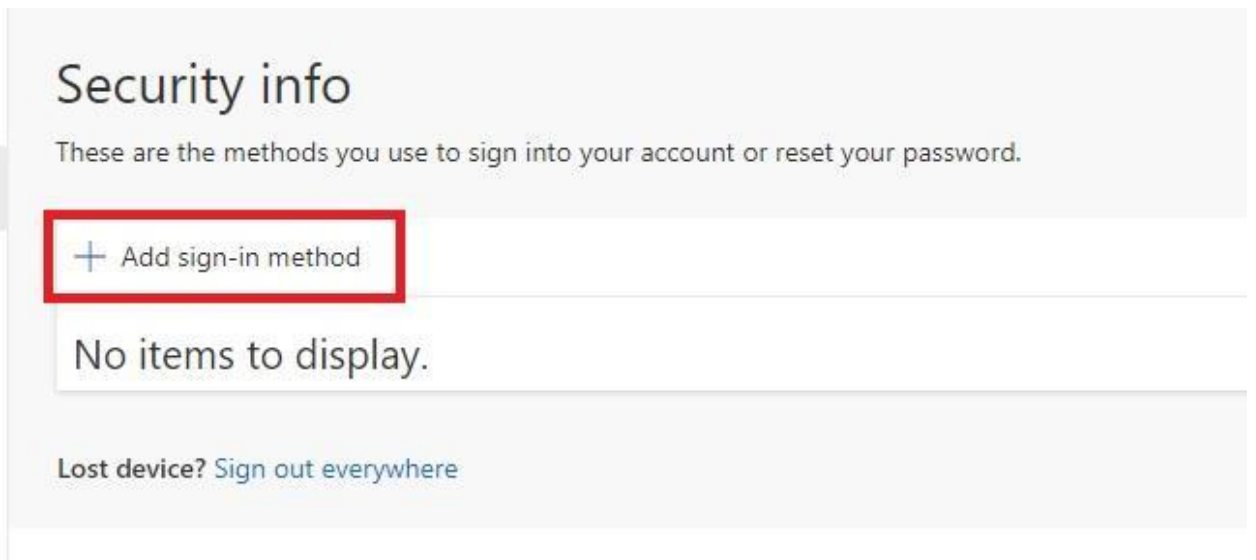 Security info
These are the methods you use to sign into your account or reset your password.
+ Add sign-in method
No items to display.
Lost device? Sign out everywhere